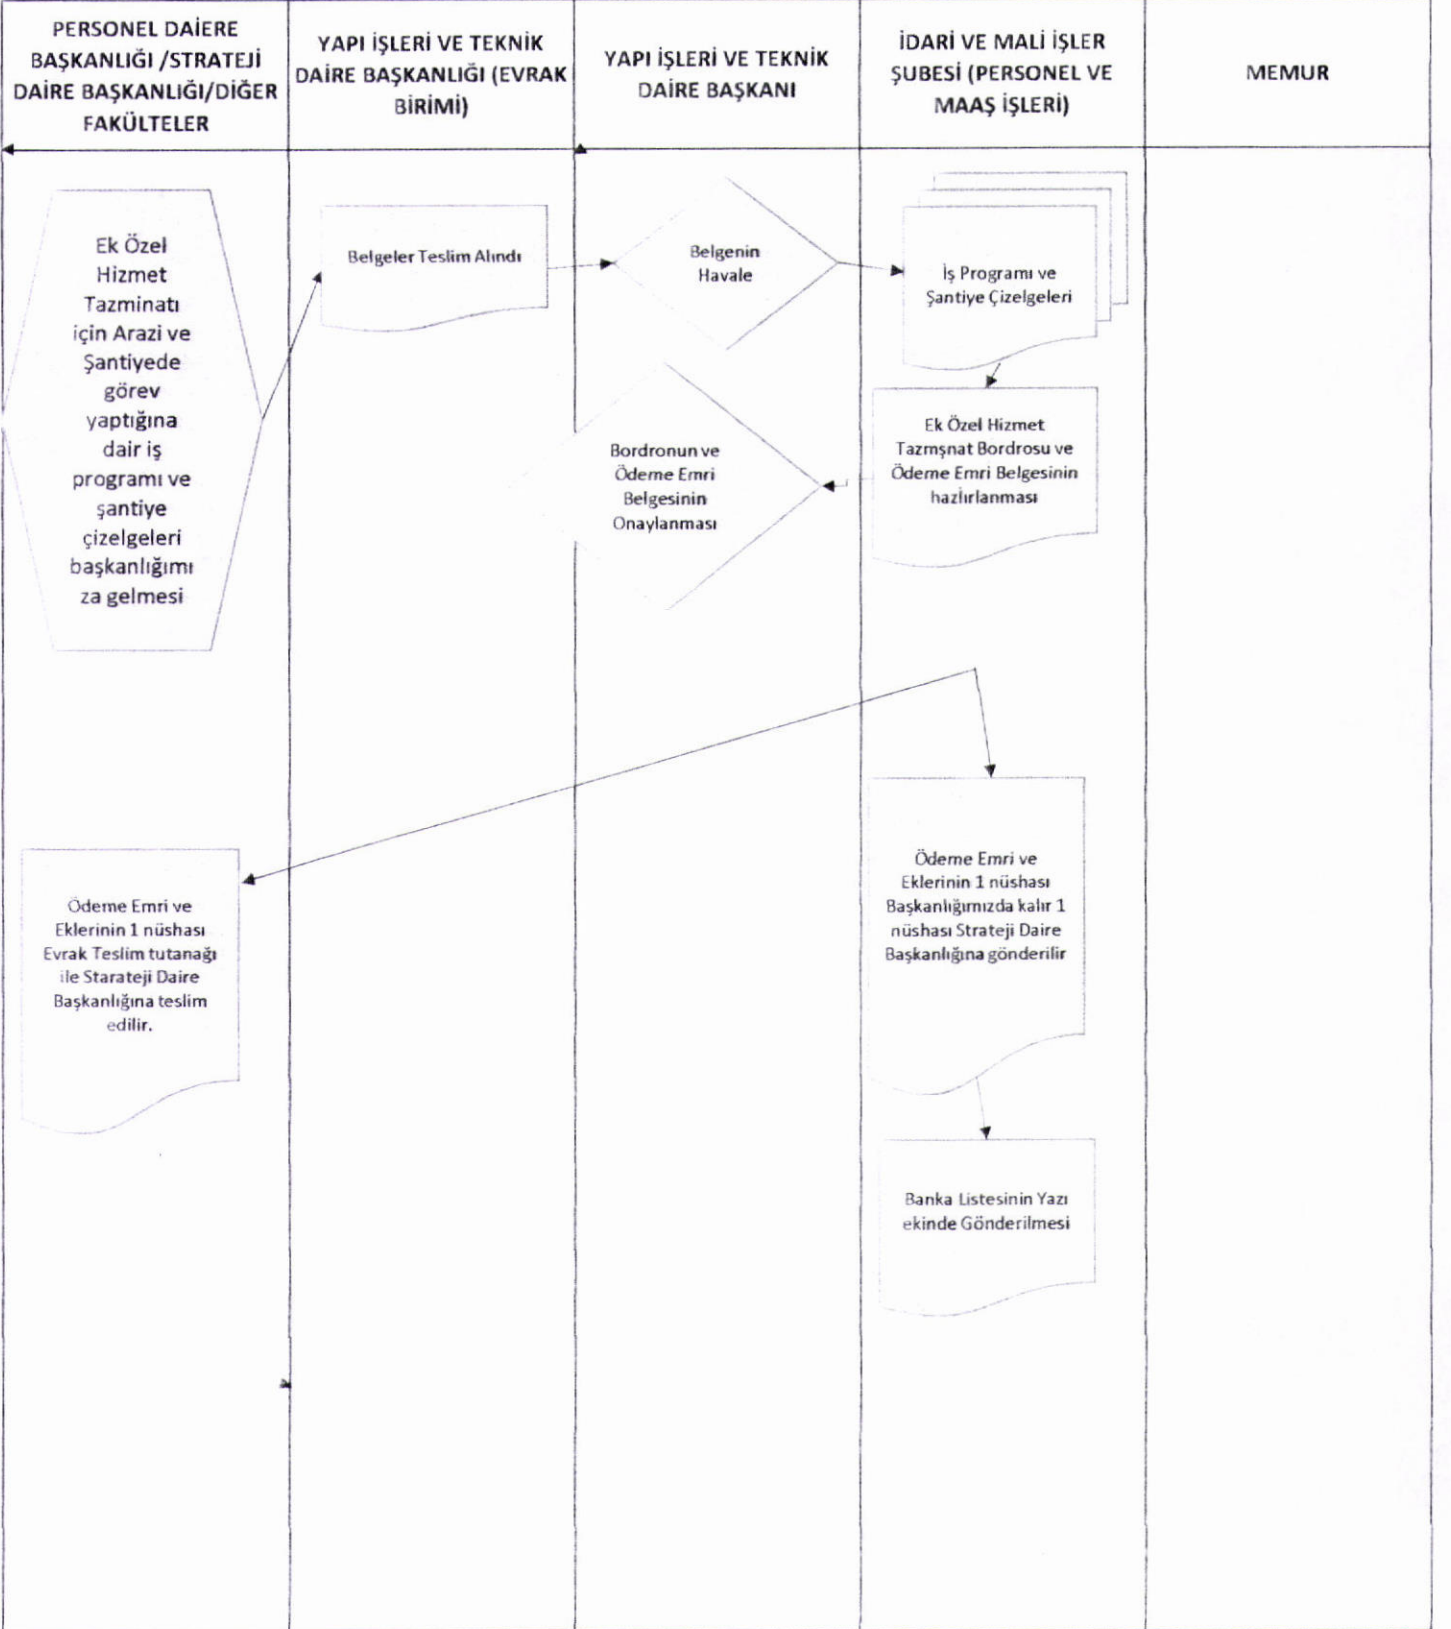 PERSONEL DAİERE
BAŞKANLIĞI /STRATEJİ
DAİRE BAŞKANLIĞI/DİĞER
FAKÜLTELER
YAPI İŞLERİ VE TEKNİK
DAİRE BAŞKANLIĞI (EVRAK
BİRİMİ)
YAPI İŞLERİ VE TEKNİK
DAİRE BAŞKANI
İDARİ VE MALİ İŞLER
ŞUBESİ (PERSONEL VE
MAAŞ İŞLERİ)
MEMUR
Ek Özel
Hizmet
Tazminatı
için Arazi ve
Şantiyede
görev
yaptığına
dair iş
programı ve
şantiye
çizelgeleri
başkanlığımı
za gelmesi
Belgeler Teslim Alındı
Belgenin
Havale
İş Programı ve
Şantiye Çizelgeleri
Ek Özel Hizmet
Tazmşnat Bordrosu ve
Ödeme Emri Belgesinin
hazlırlanması
Bordronun ve
Ödeme Emri
Belgesinin
Onaylanması
Ödeme Emri ve
Eklerinin 1 nüshası
Başkanlığımızda kalır 1
nüshası Strateji Daire
Başkanlığına gönderilir
Ödeme Emri ve
Eklerinin 1 nüshası
Evrak Teslim tutanağı
ile Starateji Daire
Başkanlığına teslim
edilir.
Banka Listesinin Yazı
ekinde Gönderilmesi